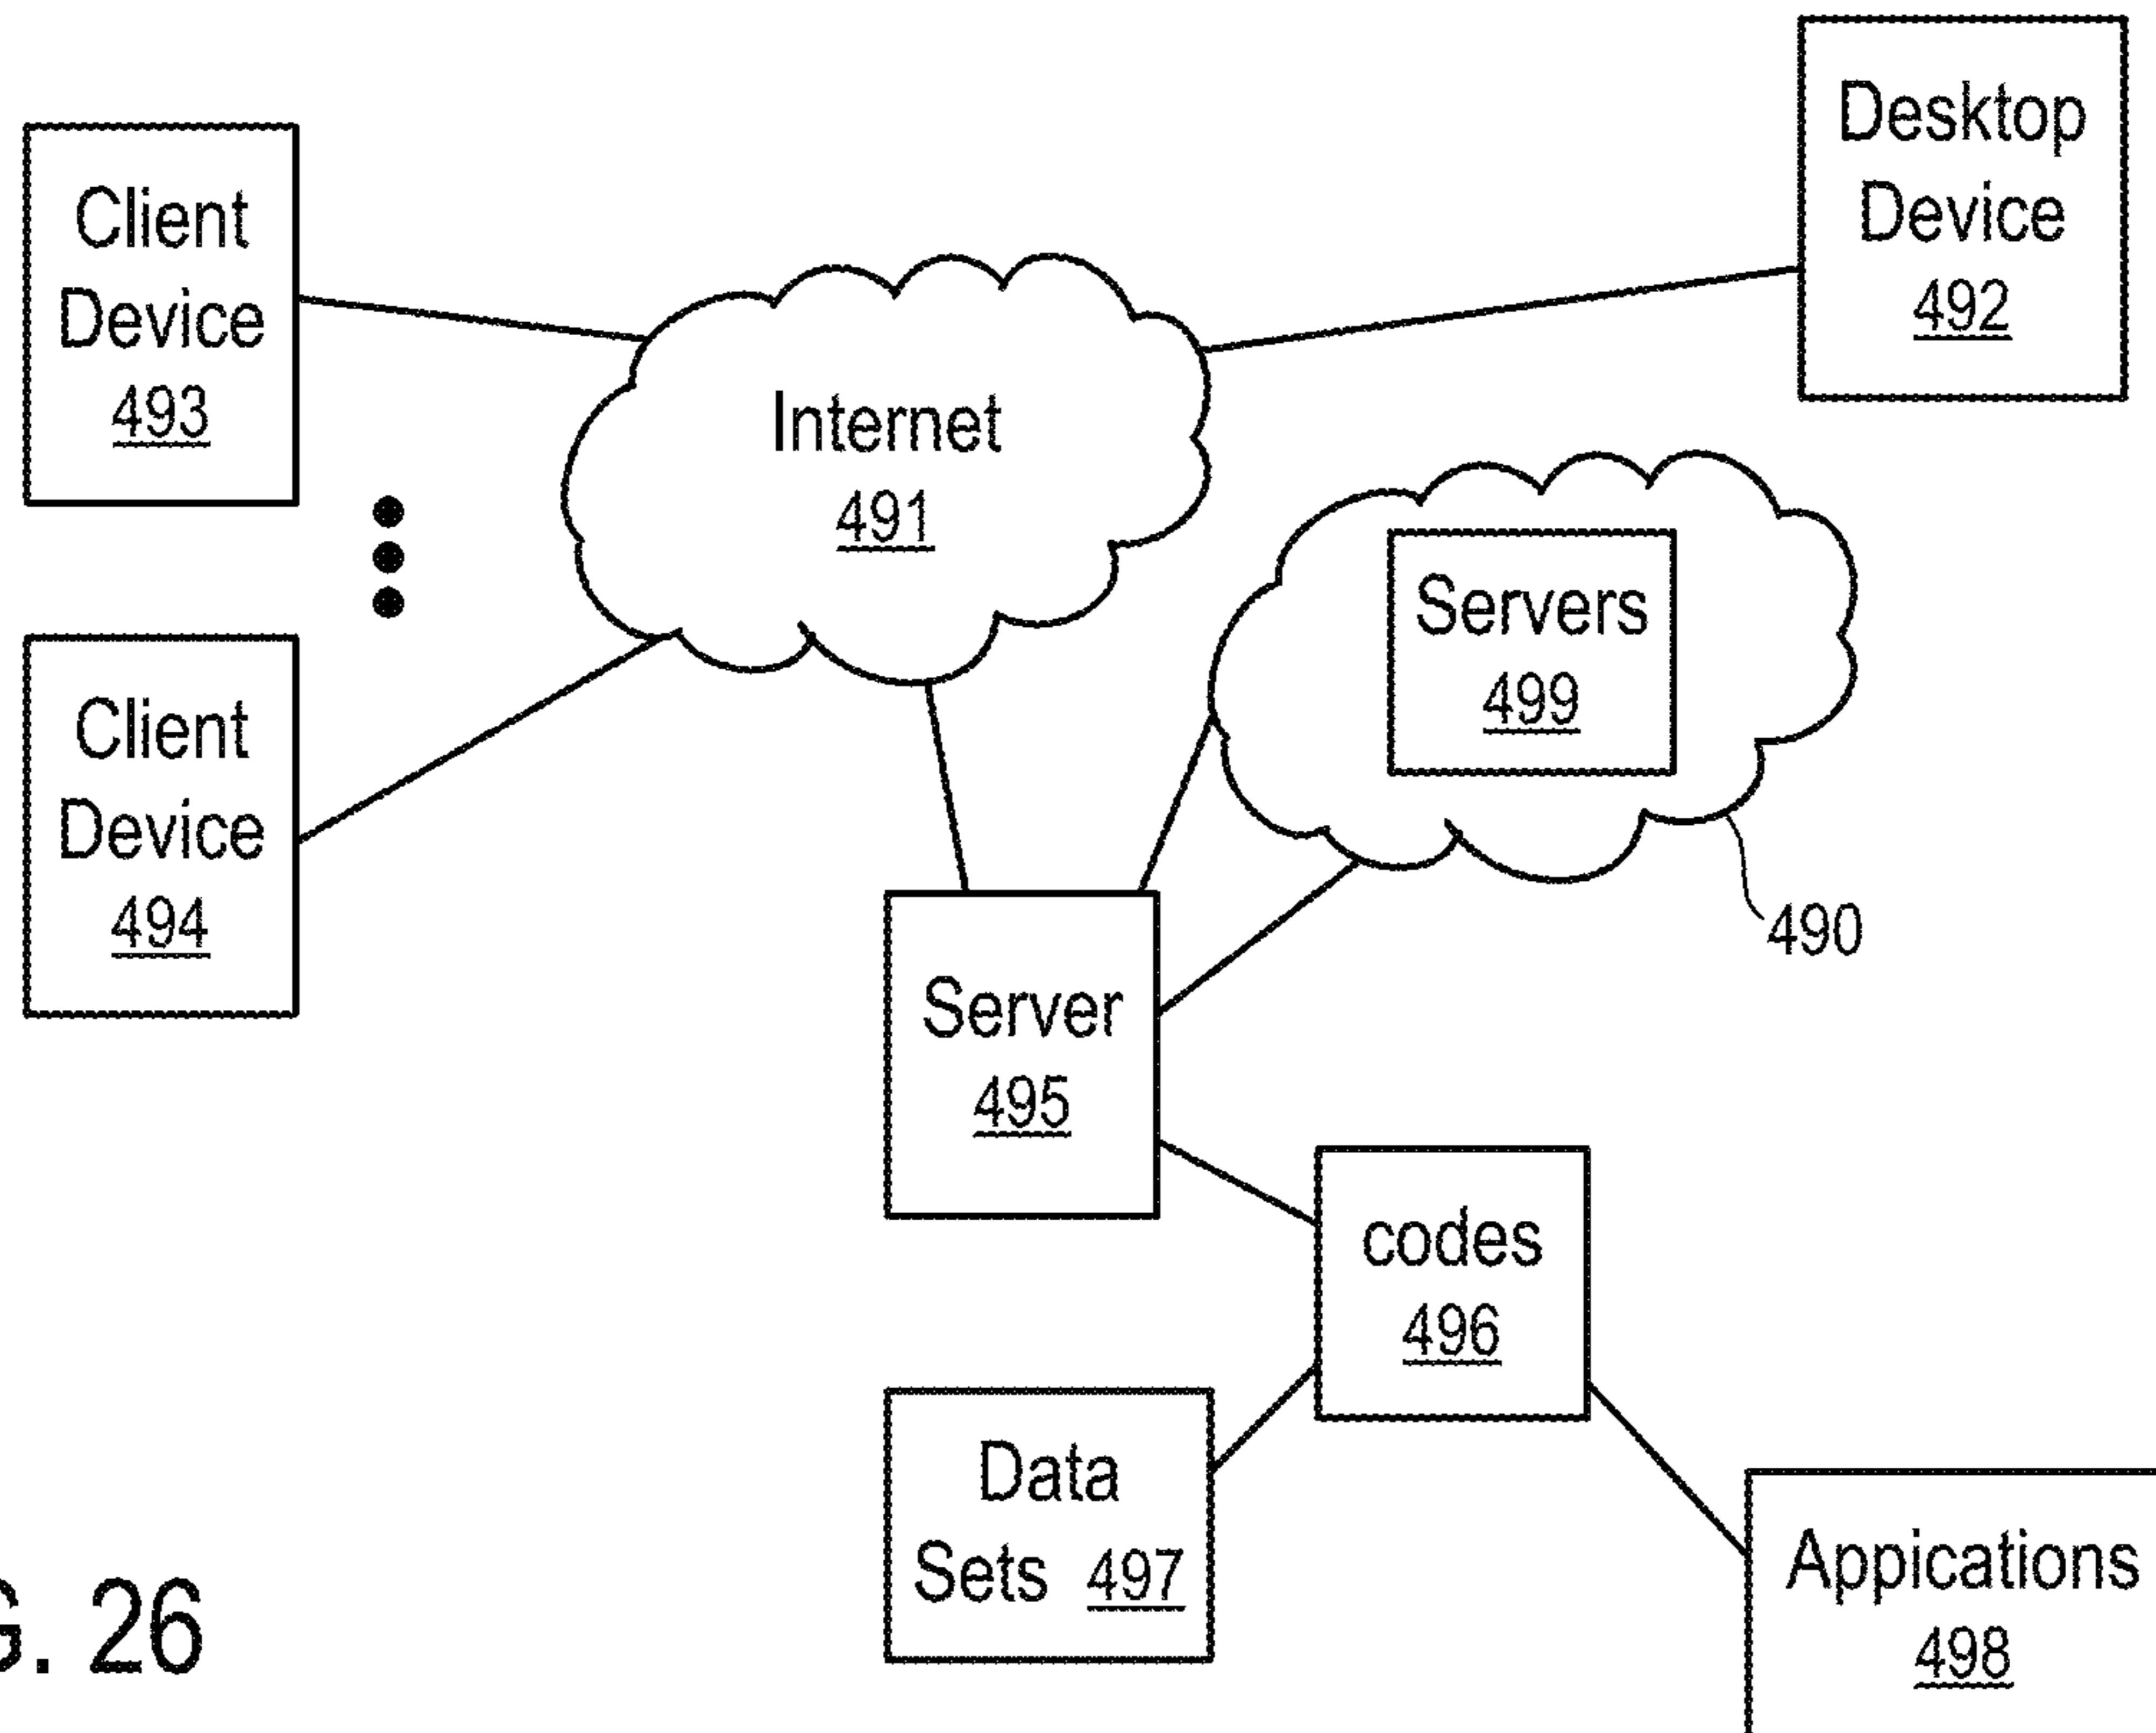 Desktop
Device
492
Client
Device
493
Internet
491
Servers
499
Client
Device
494
490
Server
495
codes
496
Data
Sets 497
Appications
498
G. 26